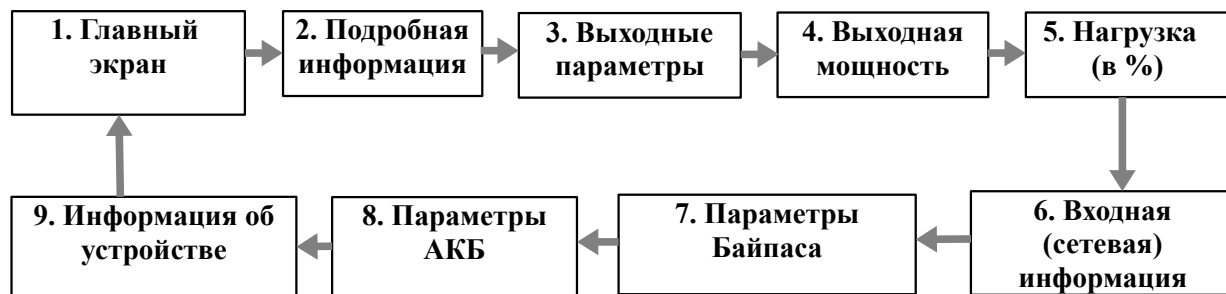 1. Главный
экран
2. Подробная
информация
3. Выходные
параметры
4. Выходная
мощность
5. Нагрузка
(в %)
6. Входная
(сетевая)
информация
7. Параметры
Байпаса
8. Параметры
АКБ
9. Информация об
устройстве